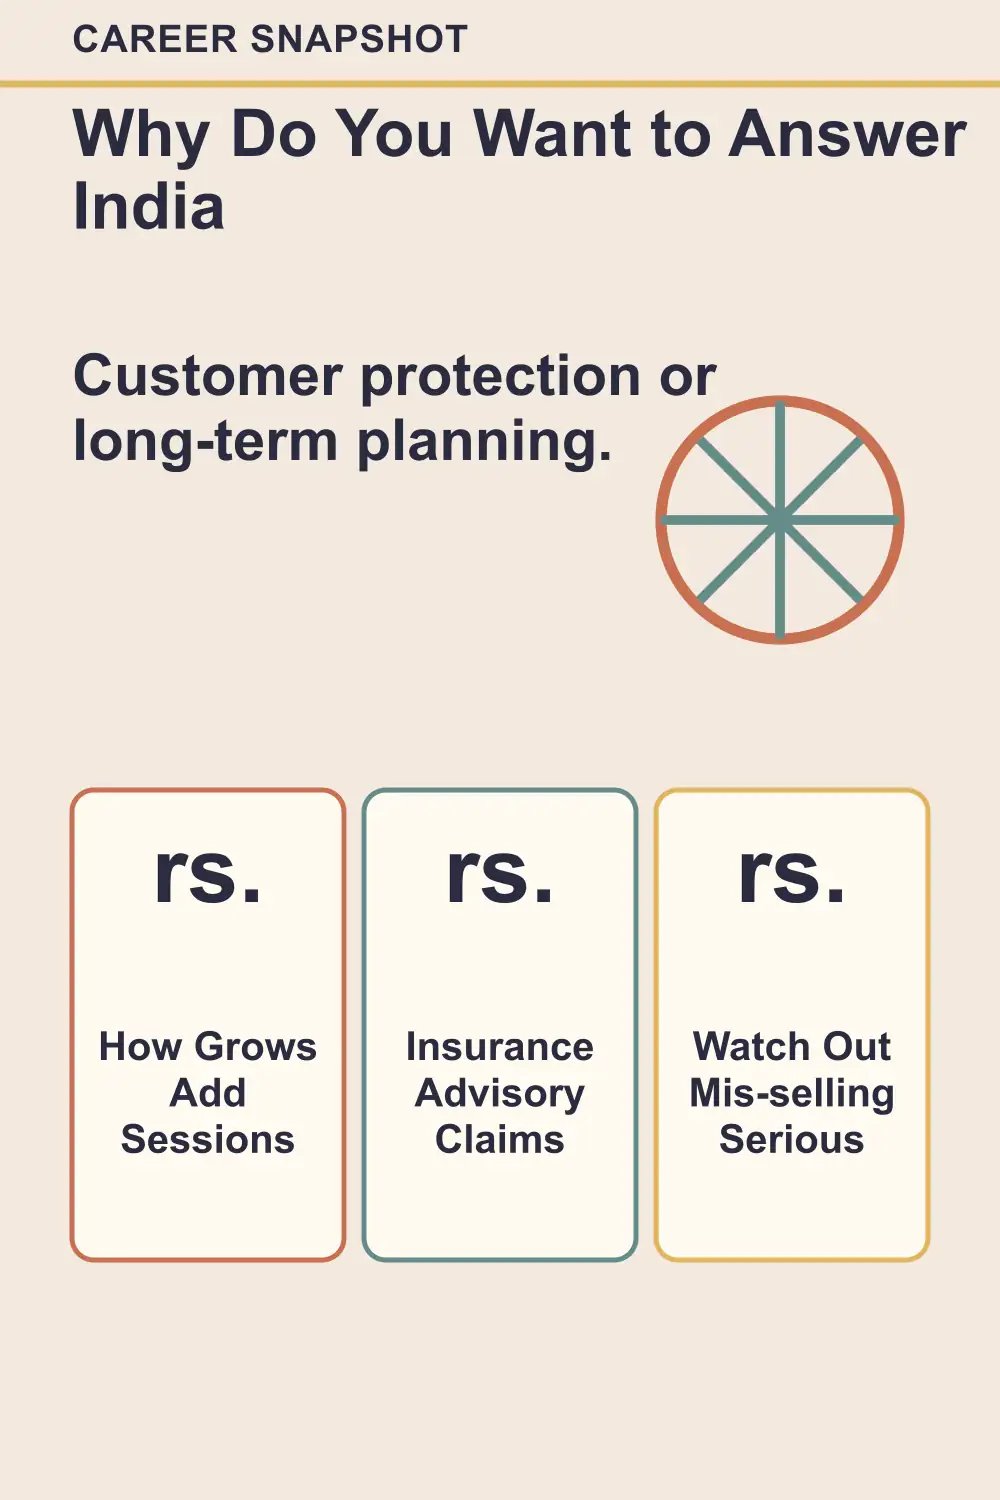 CAREER SNAPSHOT
Why Do You Want to Answer
India
Customer protection or
long-term planning.
rs.
How Grows
Add
Sessions
rs.
Insurance
Advisory
Claims
rs.
Watch Out
Mis-selling
Serious